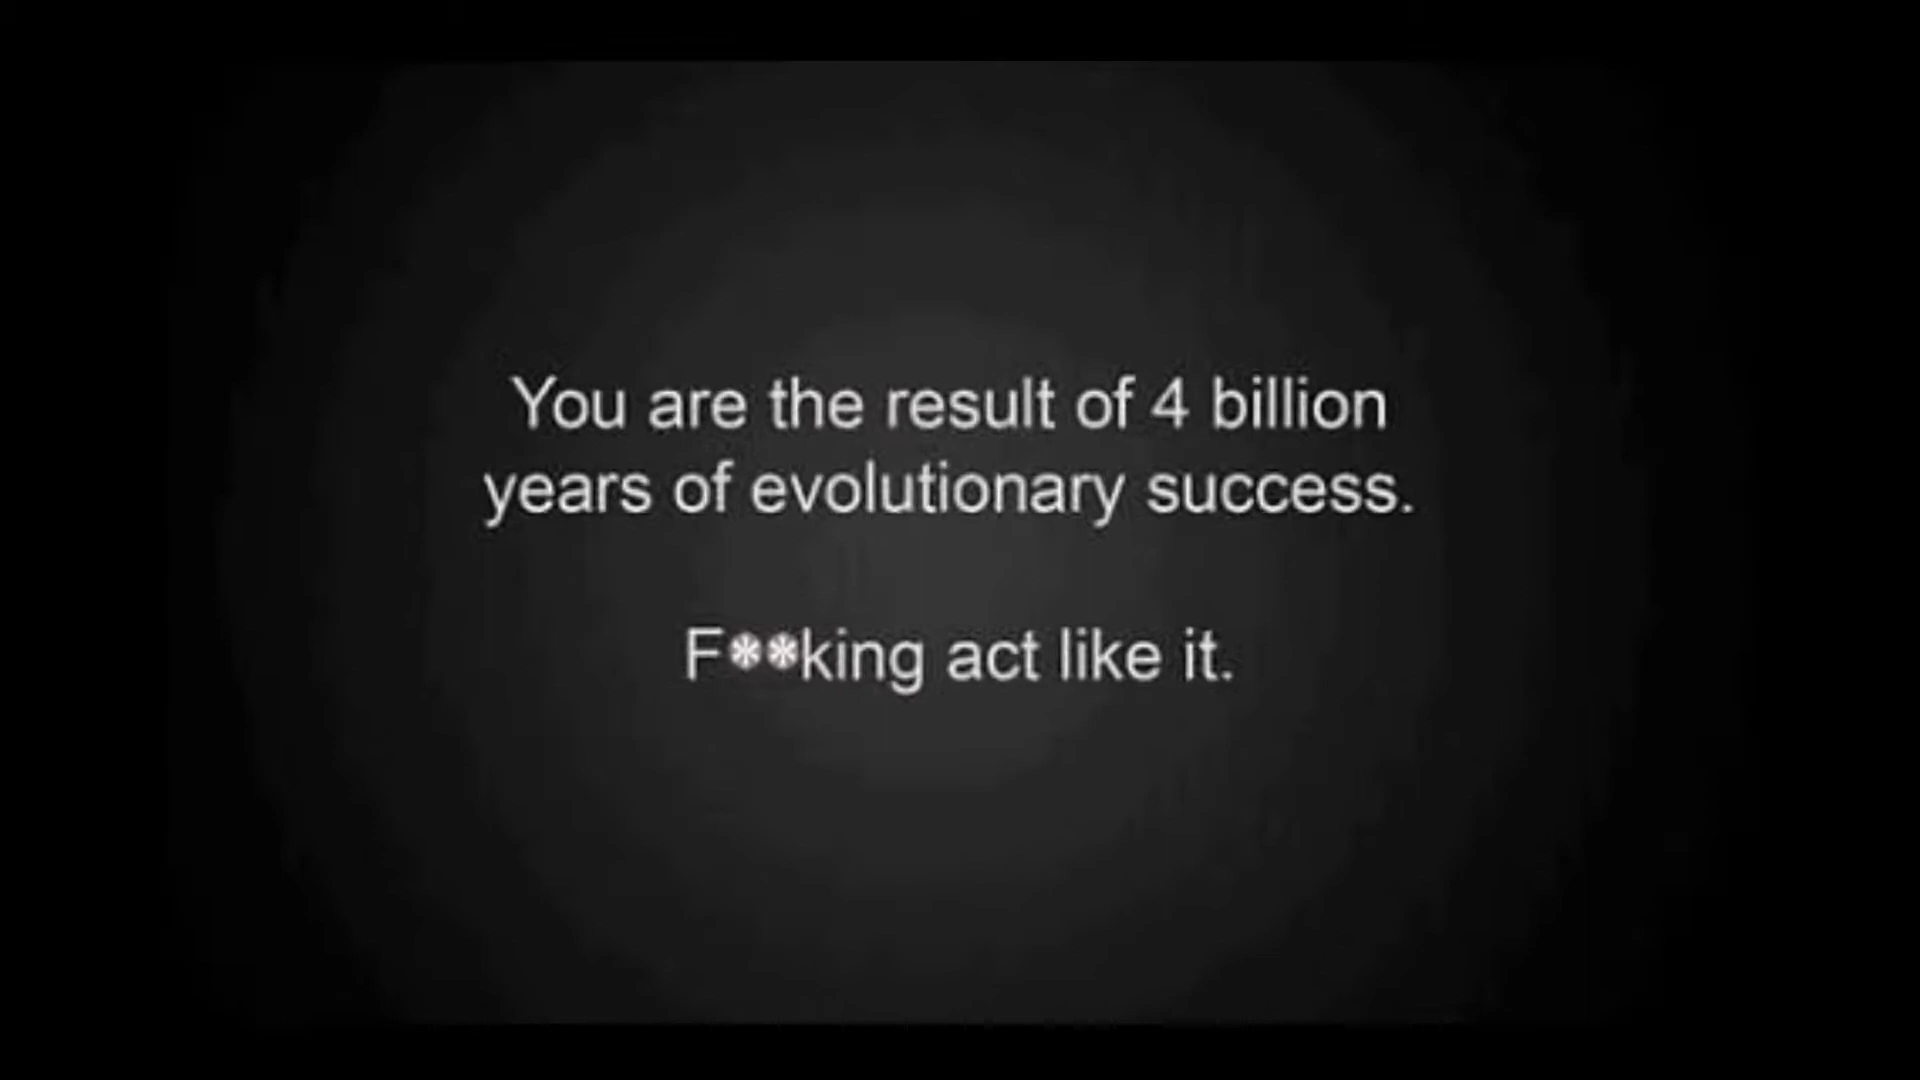 You are the result of 4 billion
years of evolutionary success.
F**king act like it.